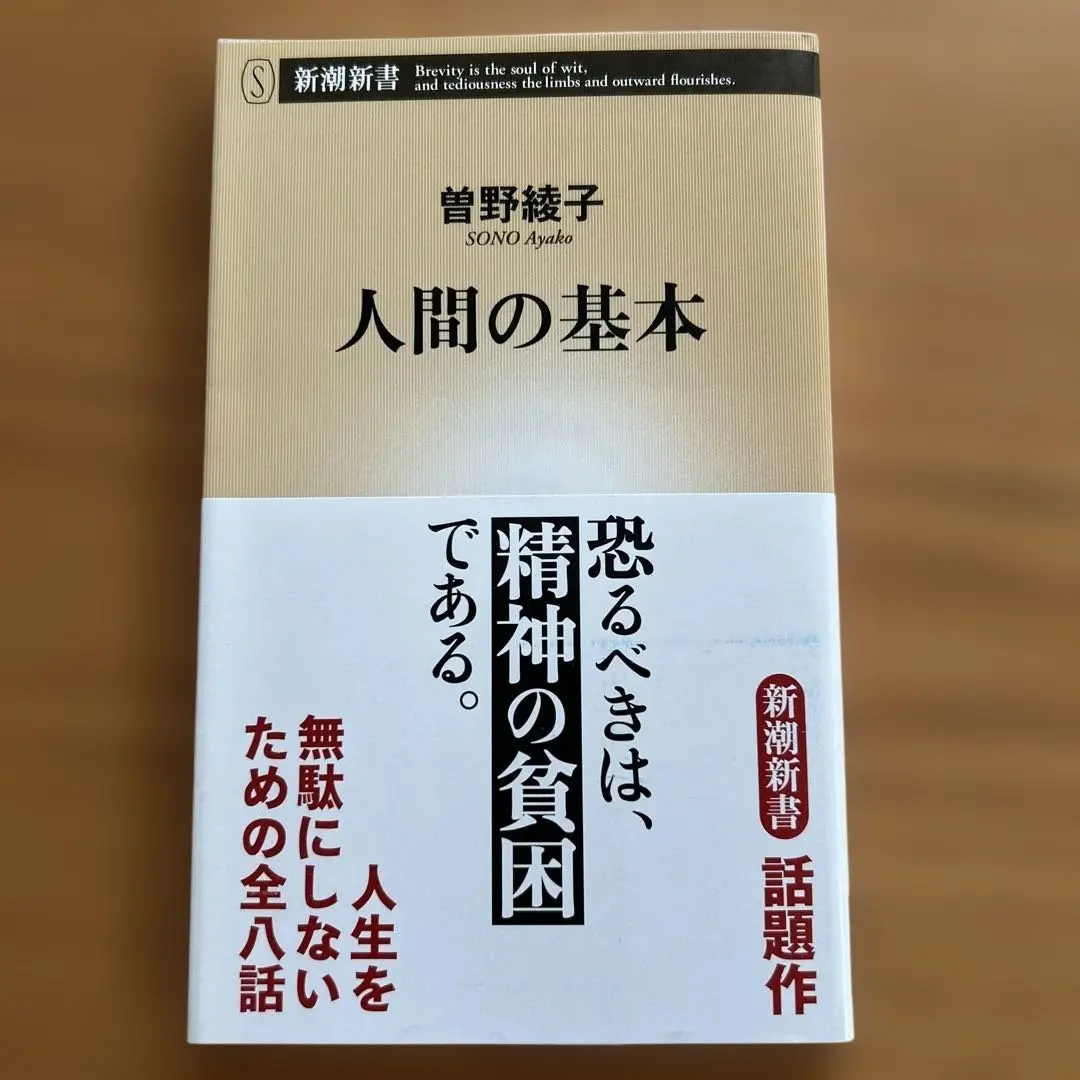 S
新潮新書
Brevity is the soul of wit,
and tediousness the limbs and outward flourishes.
曽野綾子
SONO Ayako
人間の基本
恐るべきは、
精神の貧困
である。
新潮新書
話題作
人生を
無駄にしない
ための全八話